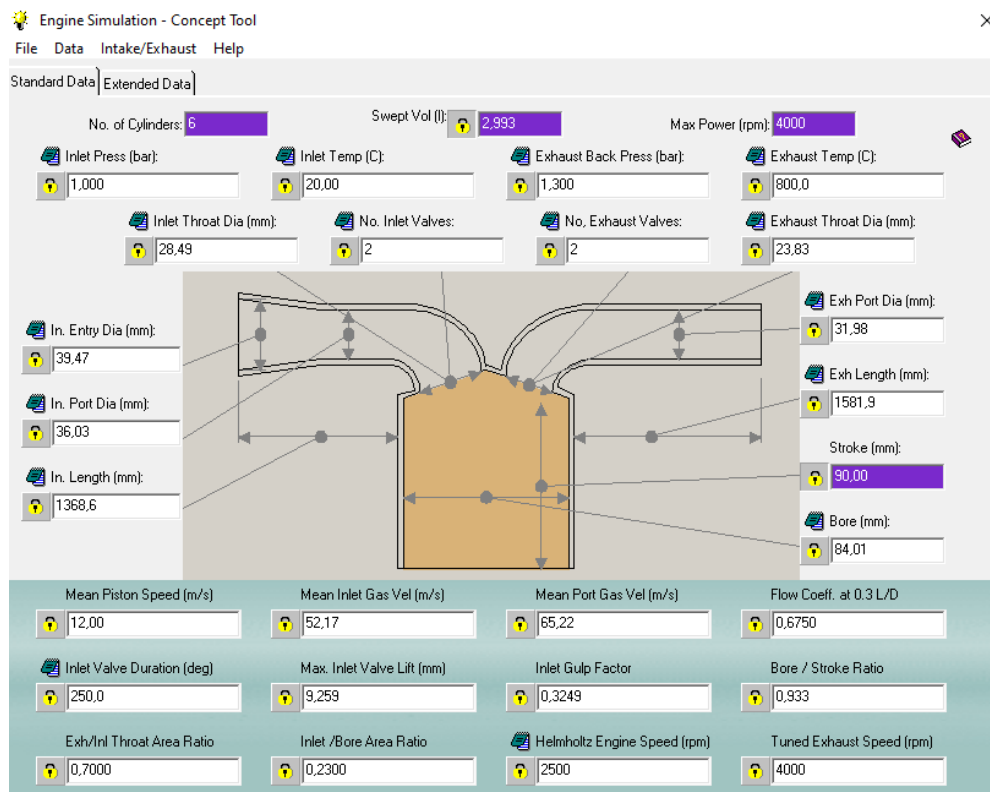 Engine Simulation - Concept Tool
File Data Intake/Exhaust Help
Standard Data Extended Data
No. of Cylinders: 6 Swept Vol (l): 2,993 Max Power (rpm): 4000
Inlet Press (bar): Inlet Temp (C): Exhaust Back Press (bar): Exhaust Temp (C):
1,000 20,00 1,300 800,0
Inlet Throat Dia (mm): No. Inlet Valves: No, Exhaust Valves: Exhaust Throat Dia (mm):
28,49 2 2 23,83
In. Entry Dia (mm):
39,47
In. Port Dia (mm):
36,03
In. Length (mm):
1368,6
Exh Port Dia (mm):
31,98
Exh Length (mm):
1581,9
Stroke (mm):
90,00
Bore (mm):
84,01
Mean Piston Speed (m/s) Mean Inlet Gas Vel (m/s) Mean Port Gas Vel (m/s) Flow Coeff. at 0.3 L/D
12,00 52,17 65,22 0,6750
Inlet Valve Duration (deg) Max. Inlet Valve Lift (mm) Inlet Gulp Factor Bore / Stroke Ratio
250,0 9,259 0,3249 0,933
Exh/Inl Throat Area Ratio Inlet /Bore Area Ratio Helmholtz Engine Speed (rpm) Tuned Exhaust Speed (rpm)
0,7000 0,2300 2500 4000